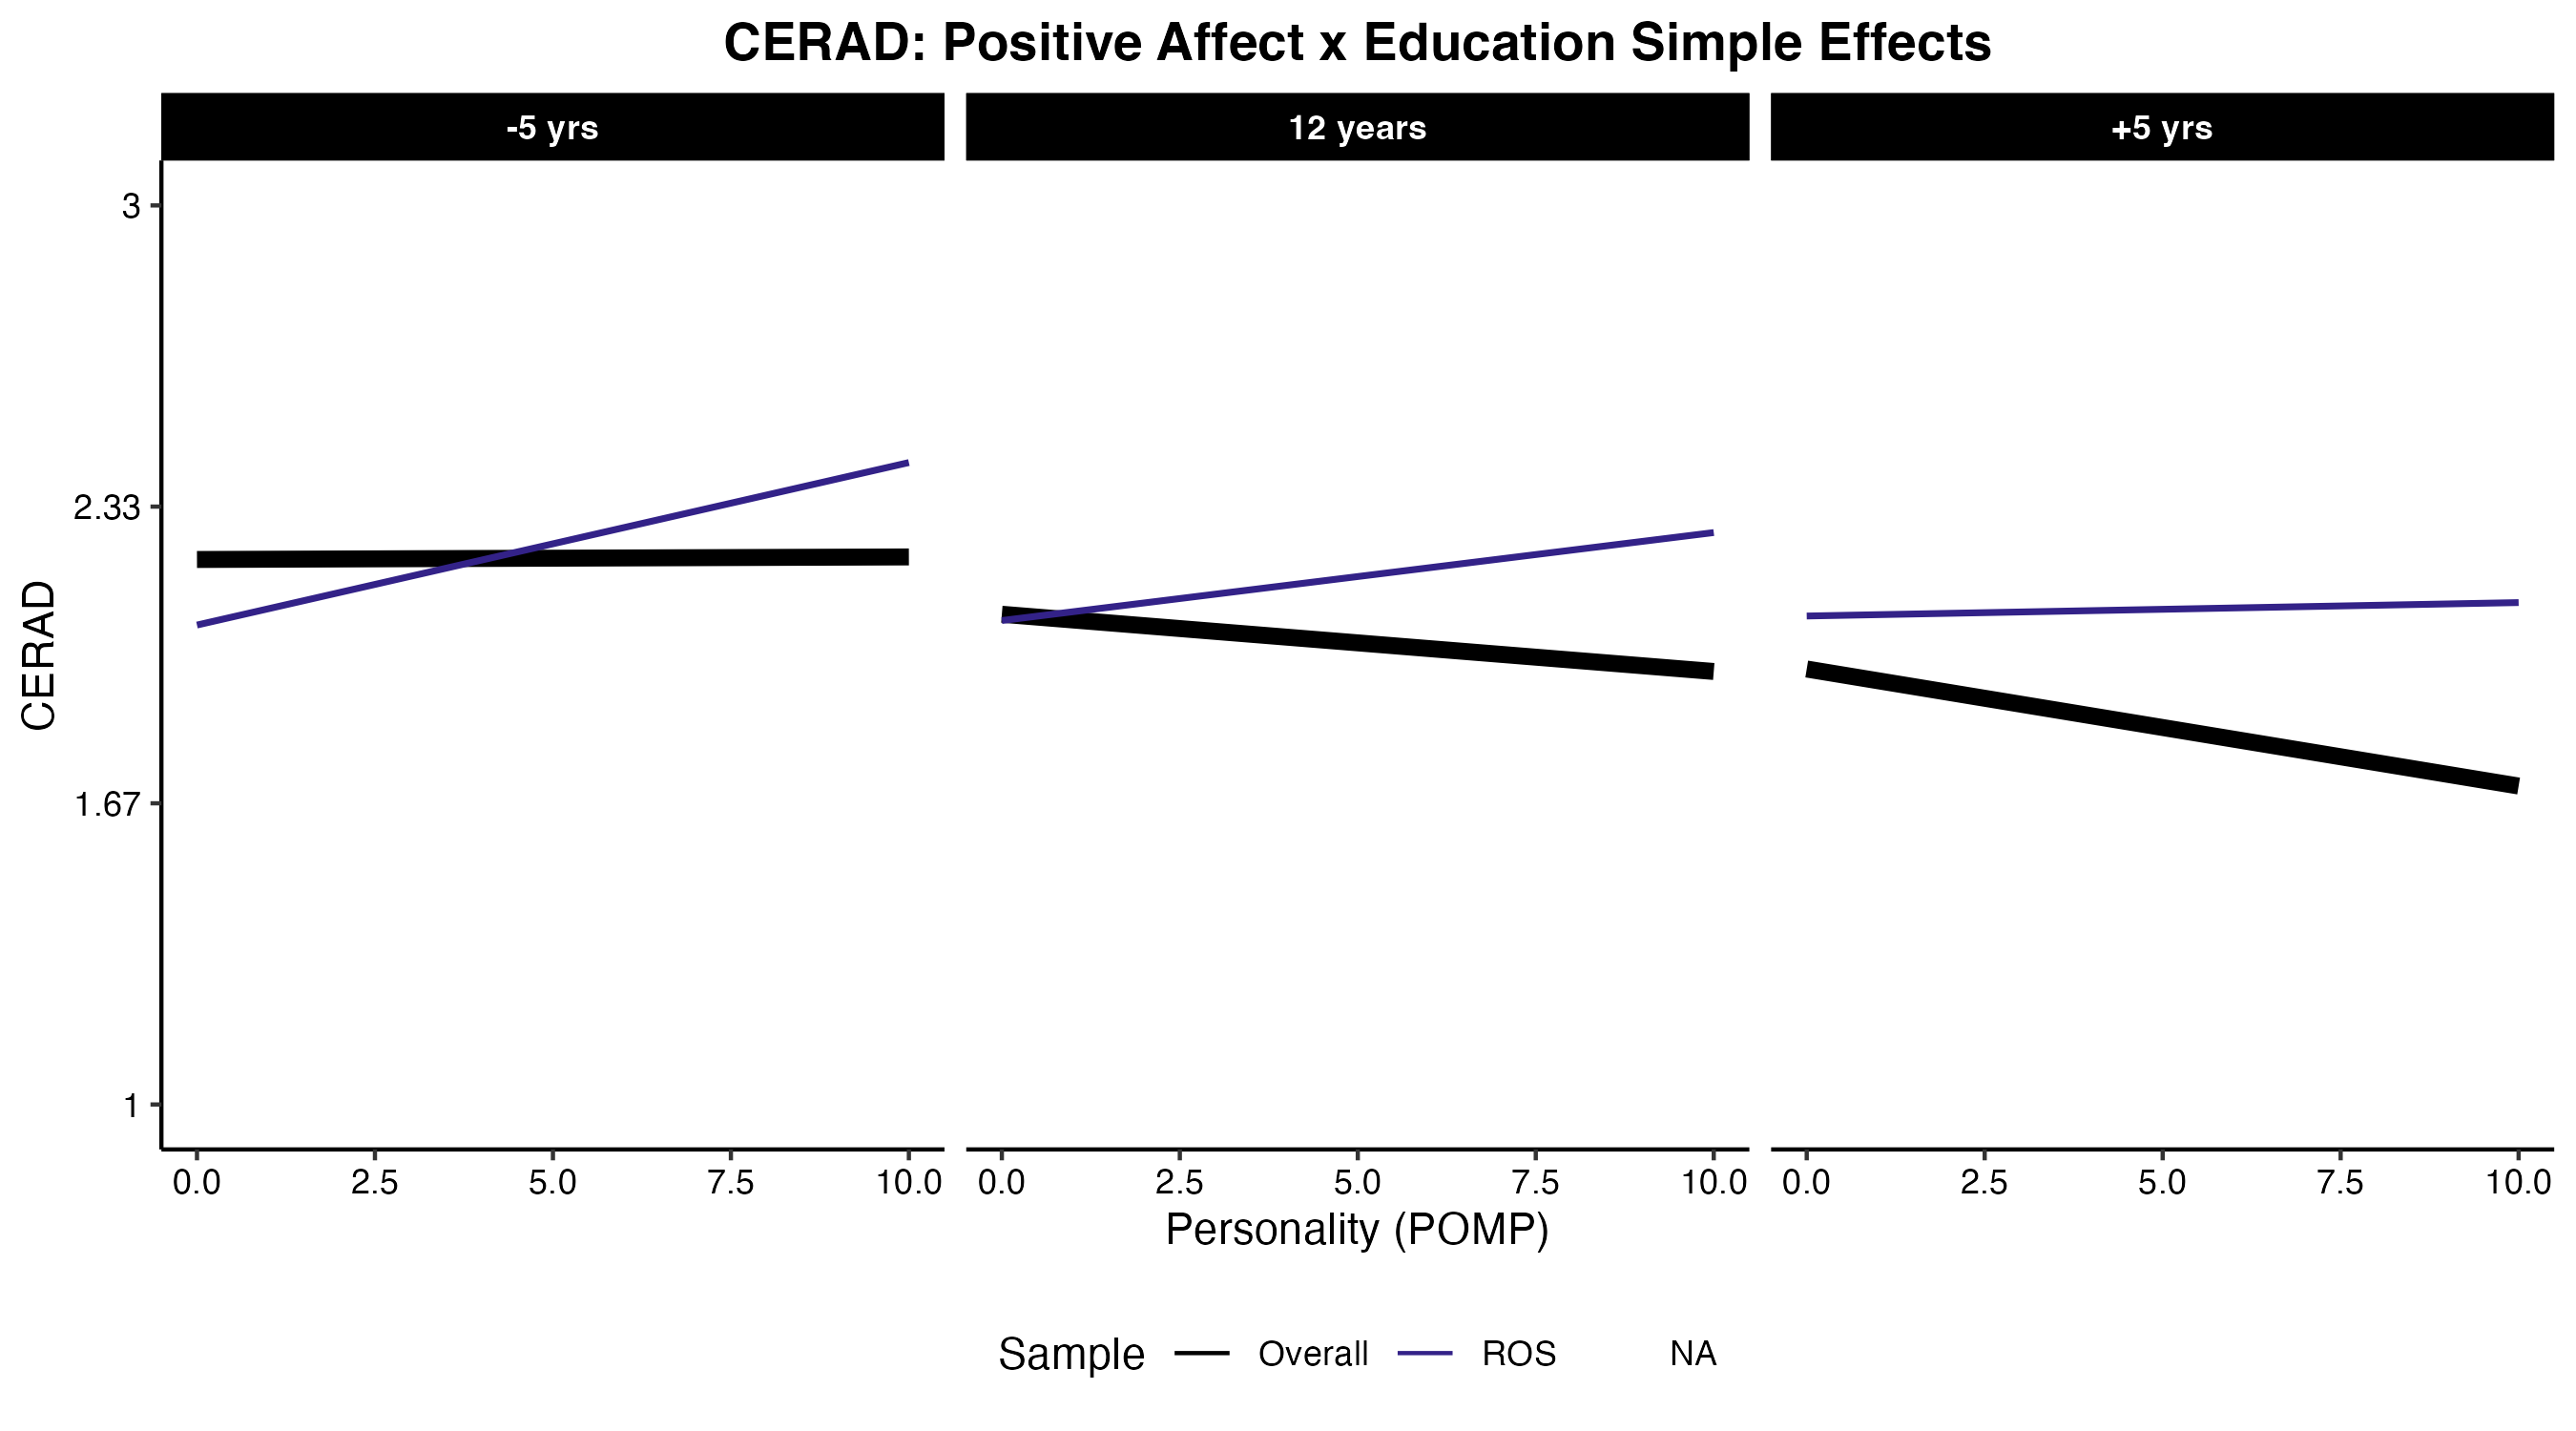 CERAD: Positive Affect x Education Simple Effects
-5 yrs 12 years +5 yrs
3
2.33
1.67
1
CERAD
0.0 2.5 5.0 7.5 10.0 0.0 2.5 5.0 7.5 10.0 0.0 2.5 5.0 7.5 10.0
Personality (POMP)
Sample Overall ROS NA